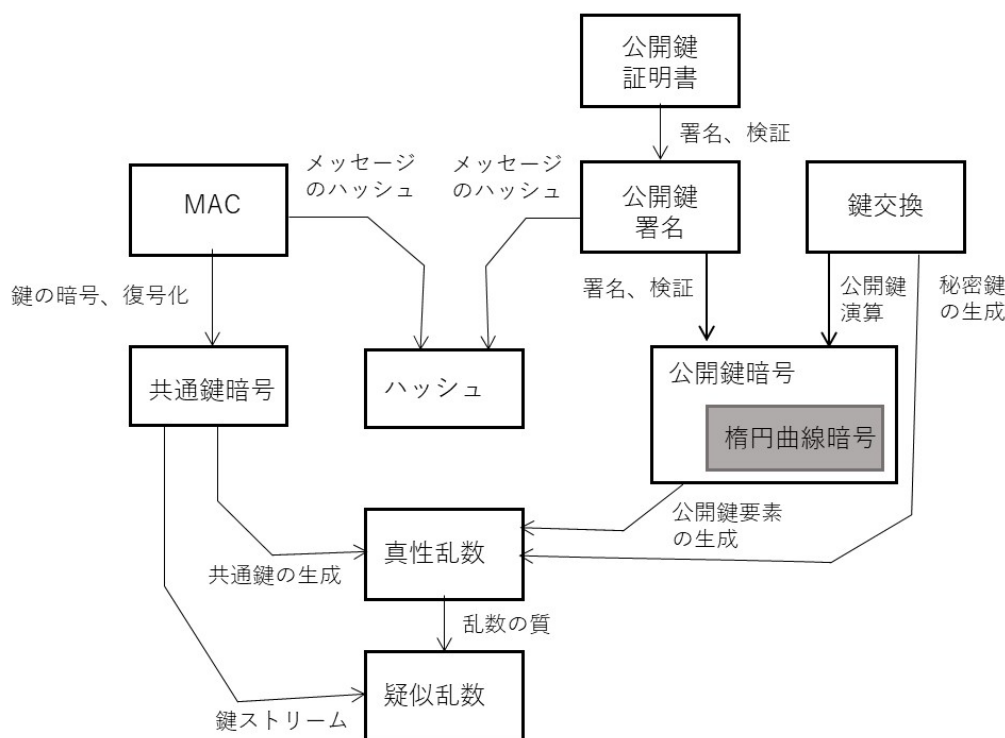 公開鍵
証明書
署名、検証
メッセージ
のハッシュ
メッセージ
のハッシュ
MAC
公開鍵
署名
鍵交換
鍵の暗号、復号化
署名、検証
公開鍵
演算
秘密鍵
の生成
共通鍵暗号
ハッシュ
公開鍵暗号
楕円曲線暗号
公開鍵要素
の生成
真性乱数
共通鍵の生成
乱数の質
疑似乱数
鍵ストリーム